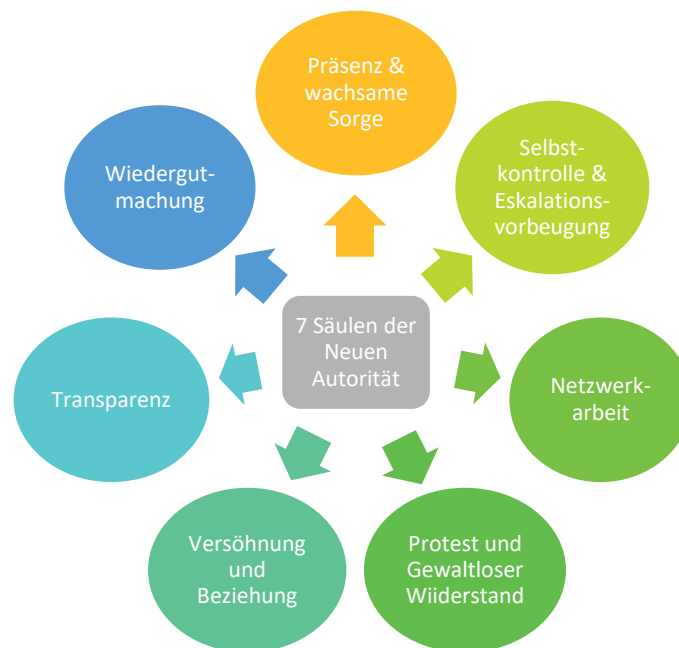 Präsenz &
wachsame
Sorge
Selbst-
kontrolle &
Eskalations-
vorbeugung
Netzwerk-
arbeit
Protest und
Gewaltloser
Wiiderstand
Versöhnung
und
Beziehung
Transparenz
Wiedergut-
machung
7 Säulen der
Neuen
Autorität